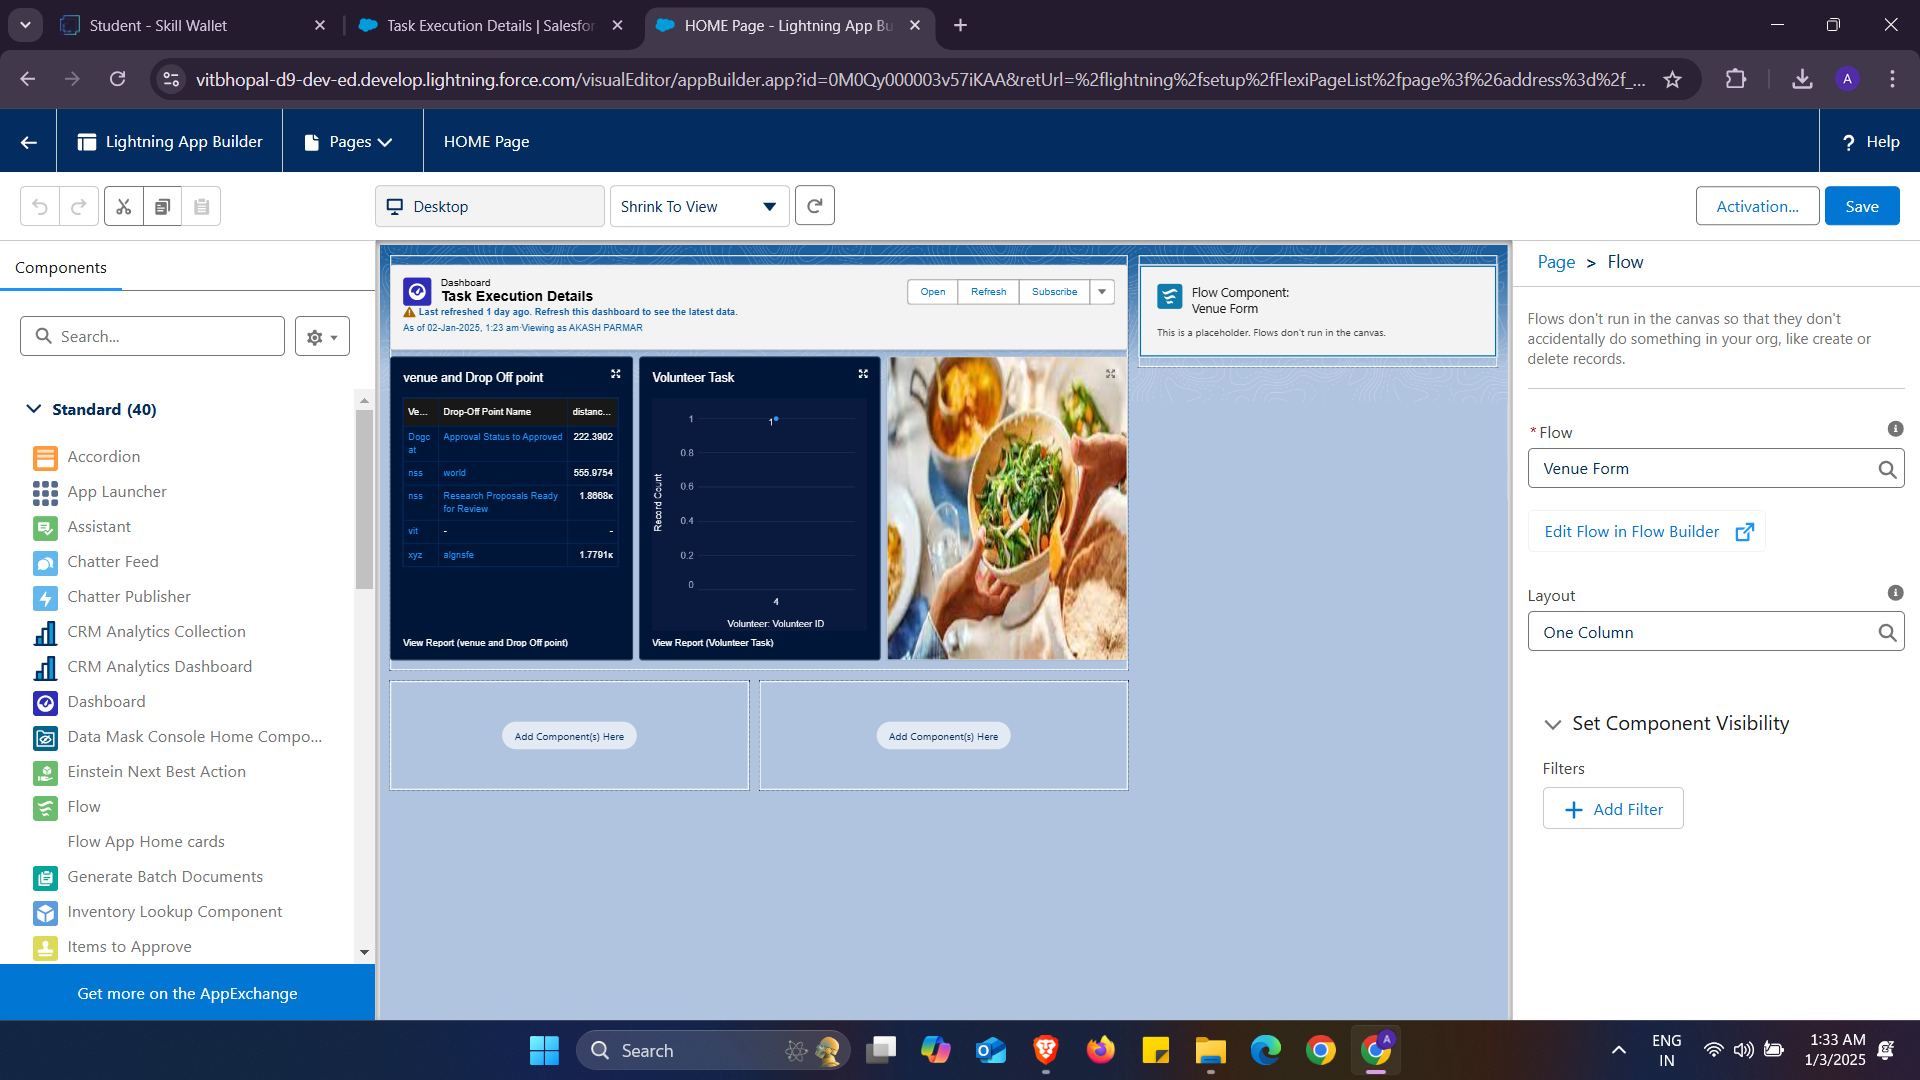 Student - Skill Wallet
Task Execution Details | Salesfor
HOME Page - Lightning App Bu
vitbhopal-d9-dev-ed.develop.lightning.force.com/visualEditor/appBuilder.app?id=0M0Qy000003v57iKAA&retUrl=%2flightning%2fsetup%2fFlexiPageList%2fpage%3f%26address%3d%2f_...
A
Lightning App Builder
Pages
HOME Page
? Help
Desktop
Shrink To View
Activation...
Save
Components
Search...
Standard (40)
Accordion
App Launcher
Assistant
Chatter Feed
Chatter Publisher
CRM Analytics Collection
CRM Analytics Dashboard
Dashboard
Data Mask Console Home Compo...
Einstein Next Best Action
Flow
Flow App Home cards
Generate Batch Documents
Inventory Lookup Component
Items to Approve
Get more on the AppExchange
Dashboard
Task Execution Details
Last refreshed 1 day ago. Refresh this dashboard to see the latest data.
As of 02-Jan-2025, 1:23 am·Viewing as AKASH PARMAR
Open
Refresh
Subscribe
venue and Drop Off point
Ve... Drop-Off Point Name distanc...
Dogcat Approval Status to Approved 222.3902
nss world 555.9754
nss Research Proposals Ready for Review 1.8668K
vit - -
xyz algnsfe 1.7791K
View Report (venue and Drop Off point)
Volunteer Task
1
0.8
0.6
0.4
0.2
0
Record Count
1
4
Volunteer: Volunteer ID
View Report (Volunteer Task)
Add Component(s) Here
Add Component(s) Here
Flow Component:
Venue Form
This is a placeholder. Flows don't run in the canvas.
Page > Flow
Flows don't run in the canvas so that they don't
accidentally do something in your org, like create or
delete records.
* Flow
Venue Form
Edit Flow in Flow Builder
Layout
One Column
Set Component Visibility
Filters
Add Filter
Search
A
ENG
IN
1:33 AM
1/3/2025